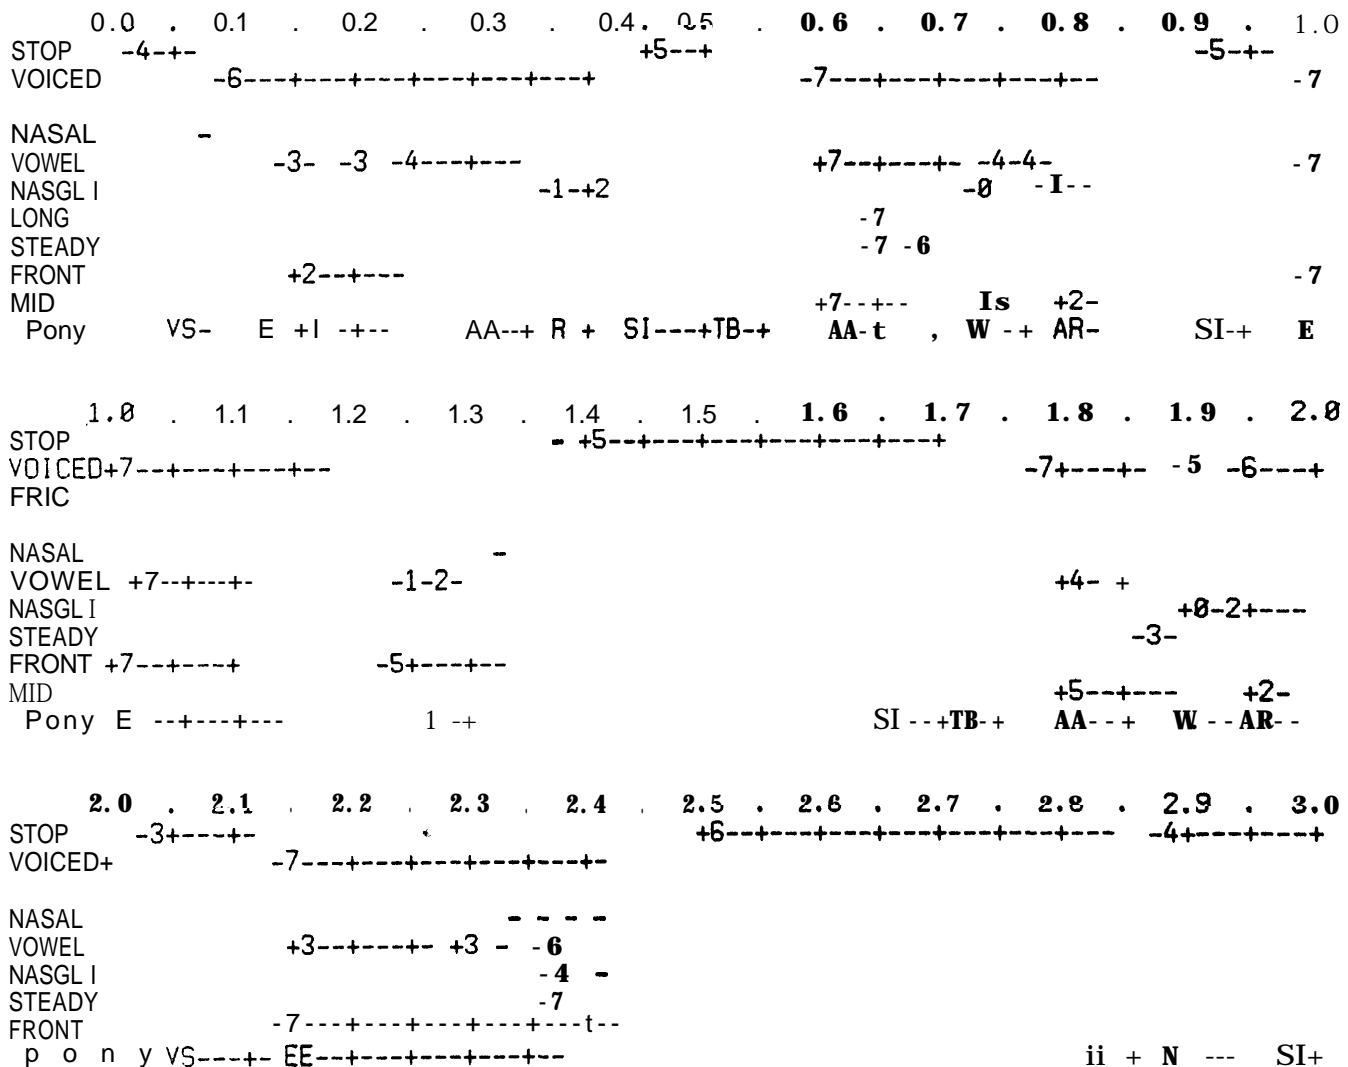 0.0 . 0.1 . 0.2 . 0.3 . 0.4. 0.5 . 0.6 . 0.7 . 0.8 . 0.9 . 1.0
STOP -4-+- +5--+ -5-+-
VOICED -6---+---+---+---+---+---+ -7---+---+---+---+-- -7
NASAL -
VOWEL -3- -3 -4---+--- +7--+---+- -4-4- -7
NASGL I -1-+2 -0 -I--
LONG -7
STEADY -7 -6
FRONT +2--+--- -7
MID +7--+-- Is +2-
Pony VS- E +I -+-- AA--+ R + SI---+TB-+ AA-t , W --+ AR- SI-+ E
1.0 . 1.1 . 1.2 . 1.3 . 1.4 . 1.5 . 1.6 . 1.7 . 1.8 . 1.9 . 2.0
STOP - +5--+---+---+---+---+---+
VOICED+7--+---+---+- -7+---+- -5 -6---+
FRIC
NASAL -
VOWEL +7--+---+- -1-2- +4- +
NASGL I +0-2+---
STEADY -3-
FRONT +7--+---+ -5+---+--
MID +5--+--- +2-
Pony E --+---+--- 1 -+ SI --+TB-+ AA--+ W. --AR--
2.0 . 2.1 . 2.2 . 2.3 . 2.4 . 2.5 . 2.6 . 2.7 . 2.8 . 2.9 . 3.0
STOP -3+---+- +6--+---+---+---+---+---+--- -4+---+---+
VOICED+ -7---+---+---+---+---+-
NASAL - - - -
VOWEL +3--+---+- +3 - -6
NASGL I -4 -
STEADY -7
FRONT -7---+---+---+---+---t--
p o n y VS---+- EE--+---+---+---+-- ii + N --- SI+